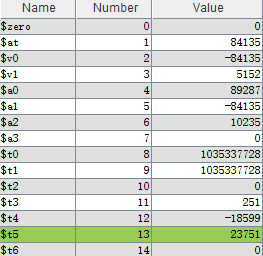 Name Number Value
$zero 0 0
$at 1 84135
$v0 2 -84135
$v1 3 5152
$a0 4 89287
$a1 5 -84135
$a2 6 10235
$a3 7 0
$t0 8 1035337728
$t1 9 1035337728
$t2 10 0
$t3 11 251
$t4 12 -18599
$t5 13 23751
$t6 14 0